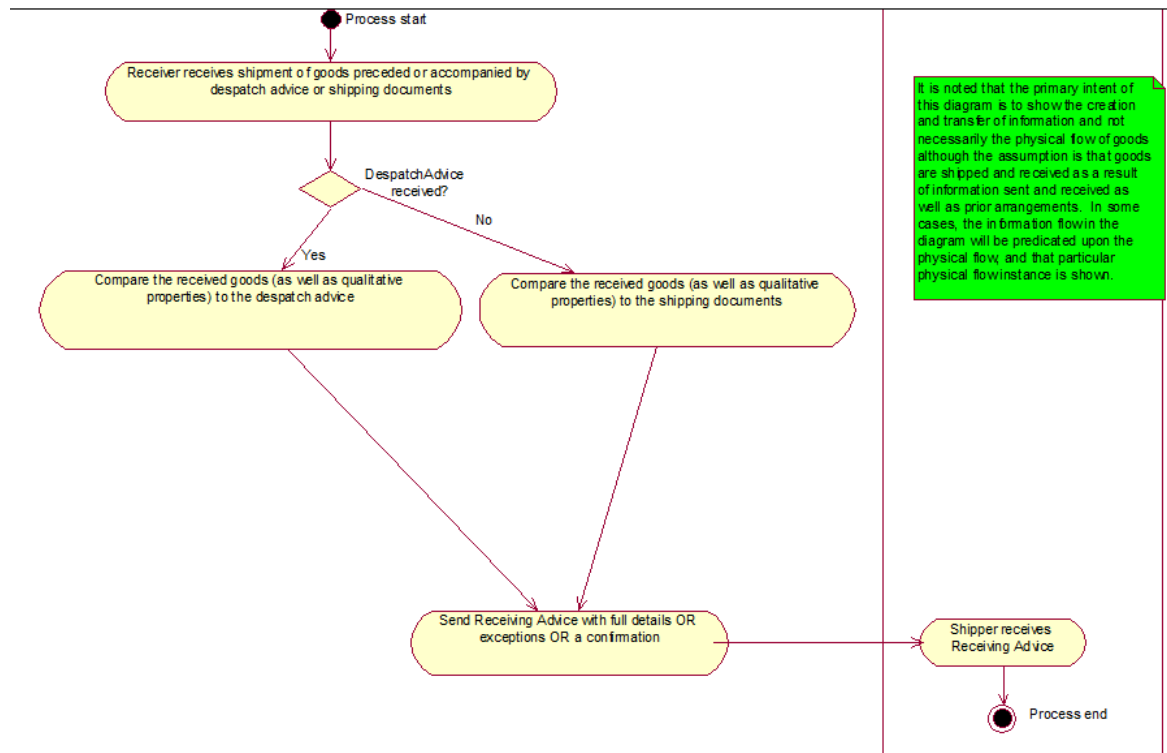 Process start
Receiver receives shipment of goods preceded or accompanied by
despatch advice or shipping documents
DespatchAdvice
received?
No
Yes
Compare the received goods (as well as qualitative
properties) to the despatch advice
Compare the received goods (as well as qualitative
properties) to the shipping documents
Send Receiving Advice with full details OR
exceptions OR a confirmation
It is noted that the primary intent of
this diagram is to show the creation
and transfer of information and not
necessarily the physical flow of goods
although the assumption is that goods
are shipped and received as a result
of information sent and received as
well as prior arrangements. In some
cases, the information flow in the
diagram will be predicated upon the
physical flow, and that particular
physical flow instance is shown.
Shipper receives
Receiving Advice
Process end